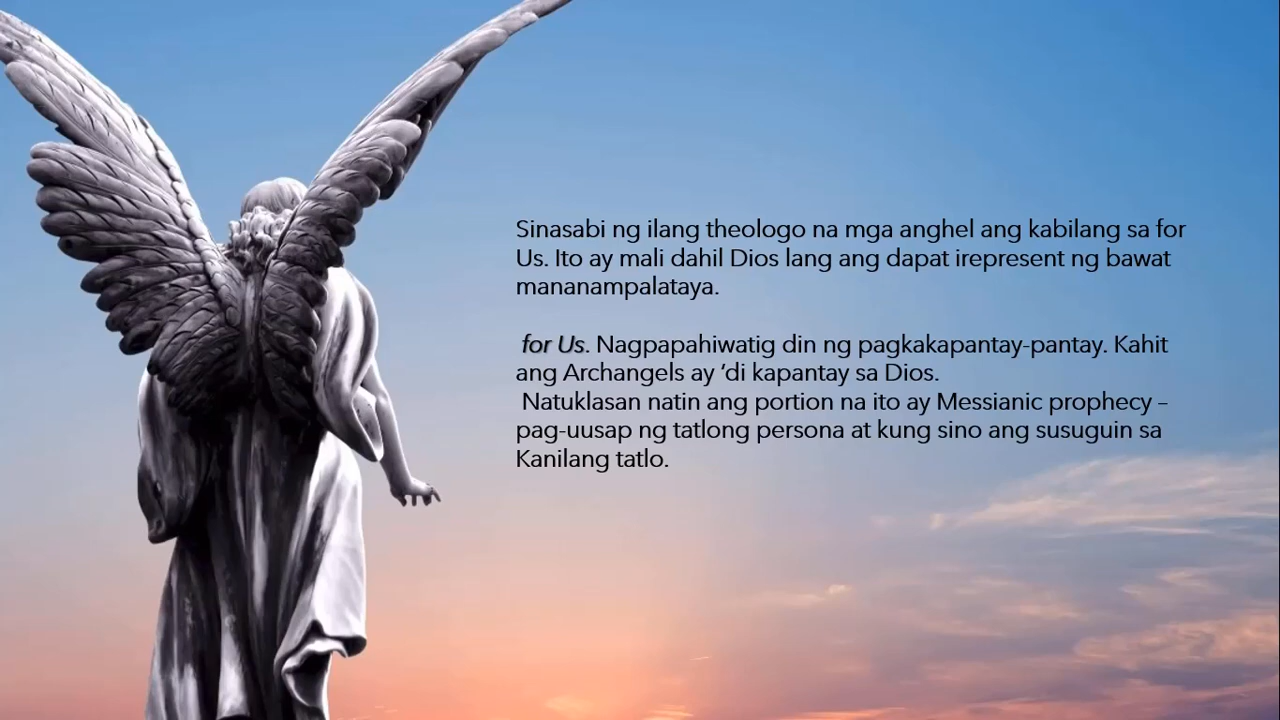 Sinasabi ng ilang theologo na mga anghel ang kabilang sa for
Us. Ito ay mali dahil Dios lang ang dapat irepresent ng bawat
mananampalataya.
for Us. Nagpapahiwatig din ng pagkakapantay-pantay. Kahit
ang Archangels ay ‘di kapantay sa Dios.
Natuklasan natin ang portion na ito ay Messianic prophecy –
pag-uusap ng tatlong persona at kung sino ang susuguin sa
Kanilang tatlo.